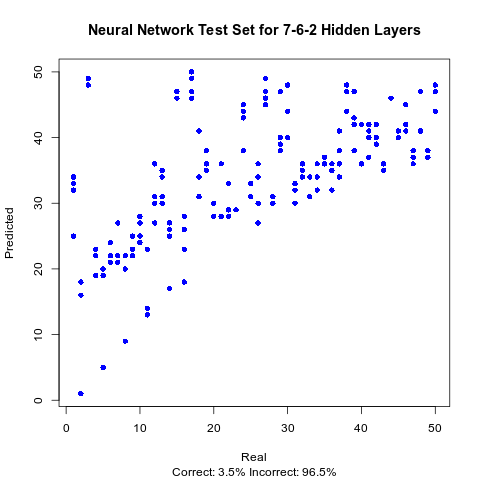 Neural Network Test Set for 7-6-2 Hidden Layers
Predicted
50
40
30
20
10
0
0 10 20 30 40 50
Real
Correct: 3.5% Incorrect: 96.5%